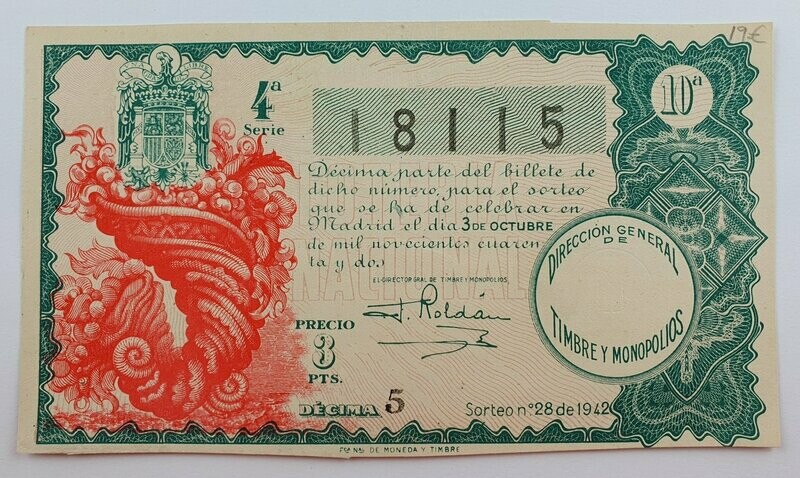 19€
4ª
Serie
18115
10ª
Décima parte del billete de
dicho número, para el sorteo
que se ha de celebrar en
Madrid el día 3 DE OCTUBRE
de mil novecientos cuaren
ta y dos
EL DIRECTOR GRAL DE TIMBRE Y MONOPOLIOS
NACIONAL
J. Roldán
DIRECCIÓN GENERAL
DE
TIMBRE Y MONOPOLIOS
PRECIO
3
PTS.
DÉCIMA 5
Sorteo nº 28 de 1942
Fca Nal DE MONEDA Y TIMBRE